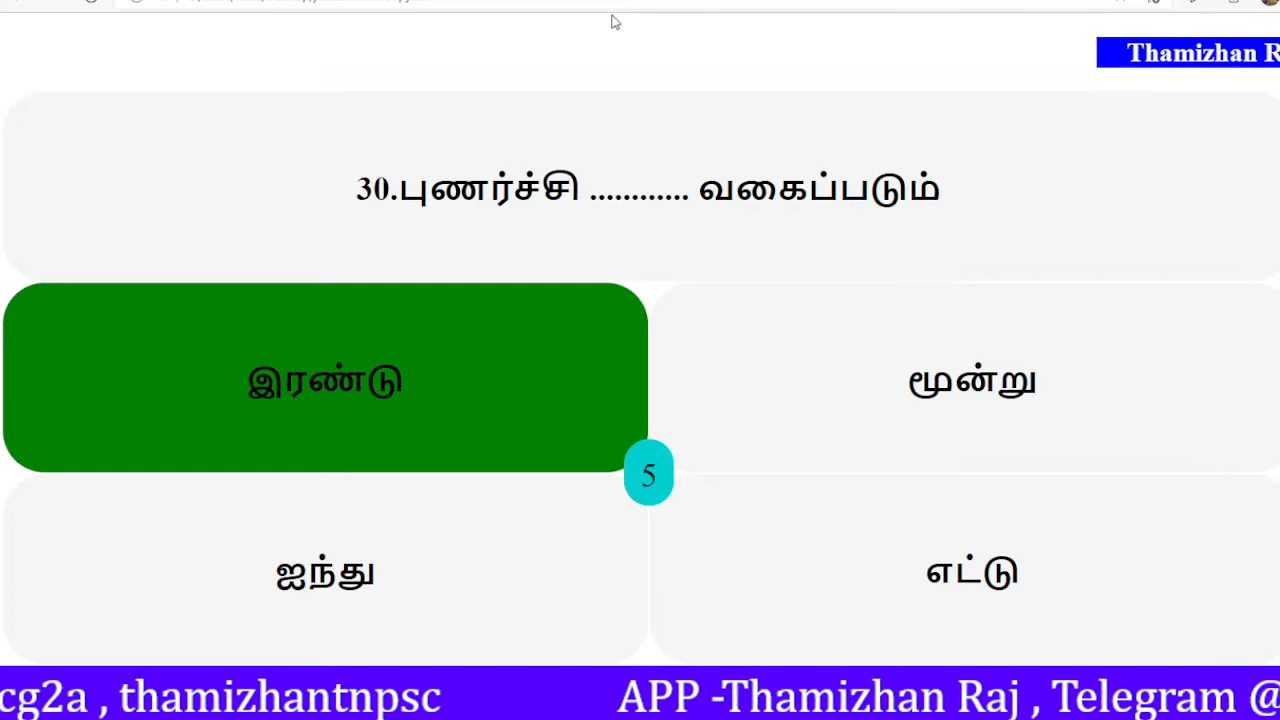 Thamizhan R
30.புணர்ச்சி ............ வகைப்படும்
இரண்டு
மூன்று
5
ஐந்து
எட்டு
cg2a , thamizhantnpsc
APP -Thamizhan Raj , Telegram @